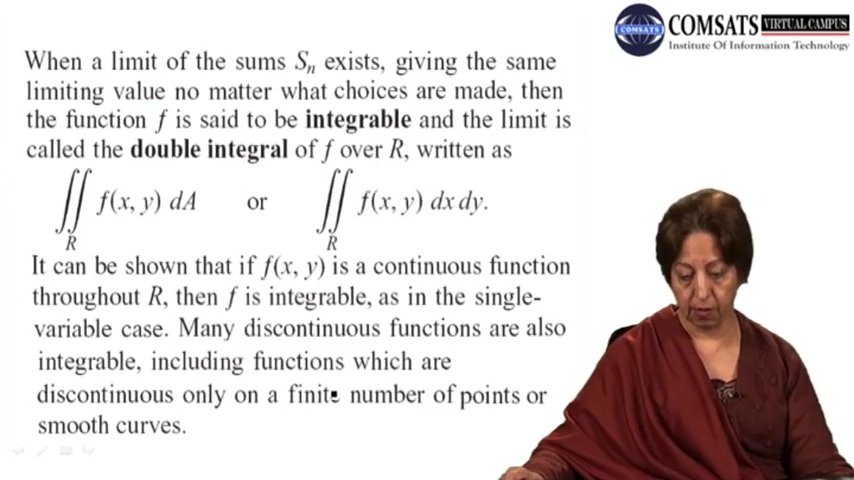 COMSATS VIRTUAL CAMPUS
COMSATS
Institute Of Information Technology
When a limit of the sums Sₙ exists, giving the same
limiting value no matter what choices are made, then
the function f is said to be integrable and the limit is
called the double integral of f over R, written as
∬ f(x, y) dA or ∬ f(x, y) dx dy.
R R
It can be shown that if f(x, y) is a continuous function
throughout R, then f is integrable, as in the single-
variable case. Many discontinuous functions are also
integrable, including functions which are
discontinuous only on a finite number of points or
smooth curves.